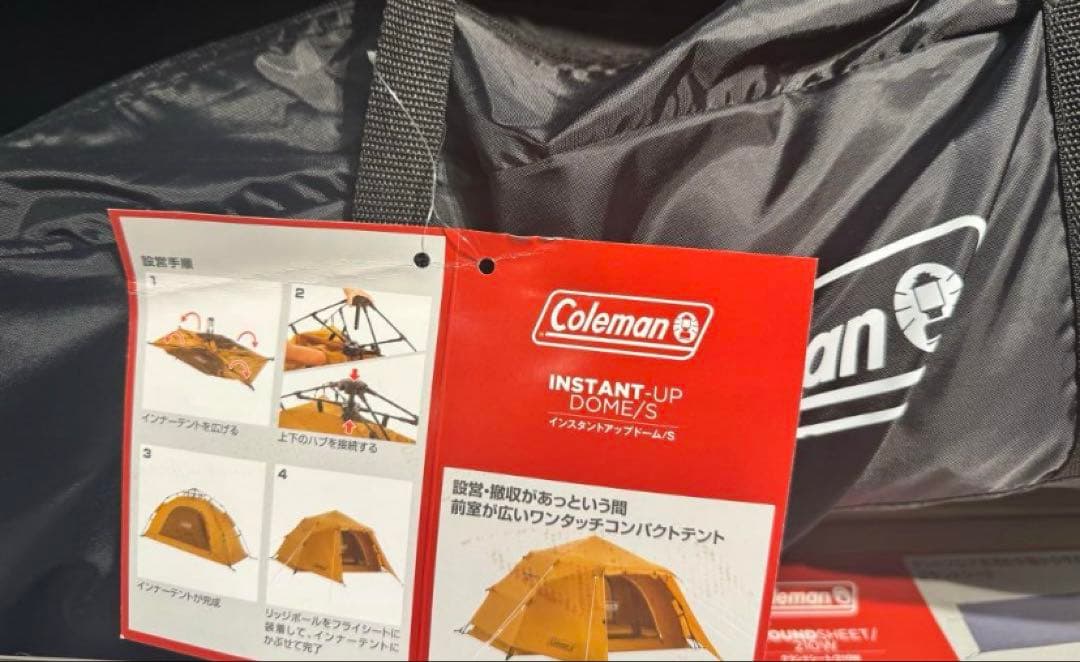 設営手順
1
2
インナーテントを広げる
上下のハブを接続する
3
4
インナーテントが完成
リッジポールをフライシートに
装着して、インナーテントに
かぶせて完了
Coleman
INSTANT-UP
DOME/S
インスタントアップドーム/S
設営・撤収があっという間
前室が広いワンタッチコンパクトテント
Coleman
man
leman
OUNDSHEET/
210W